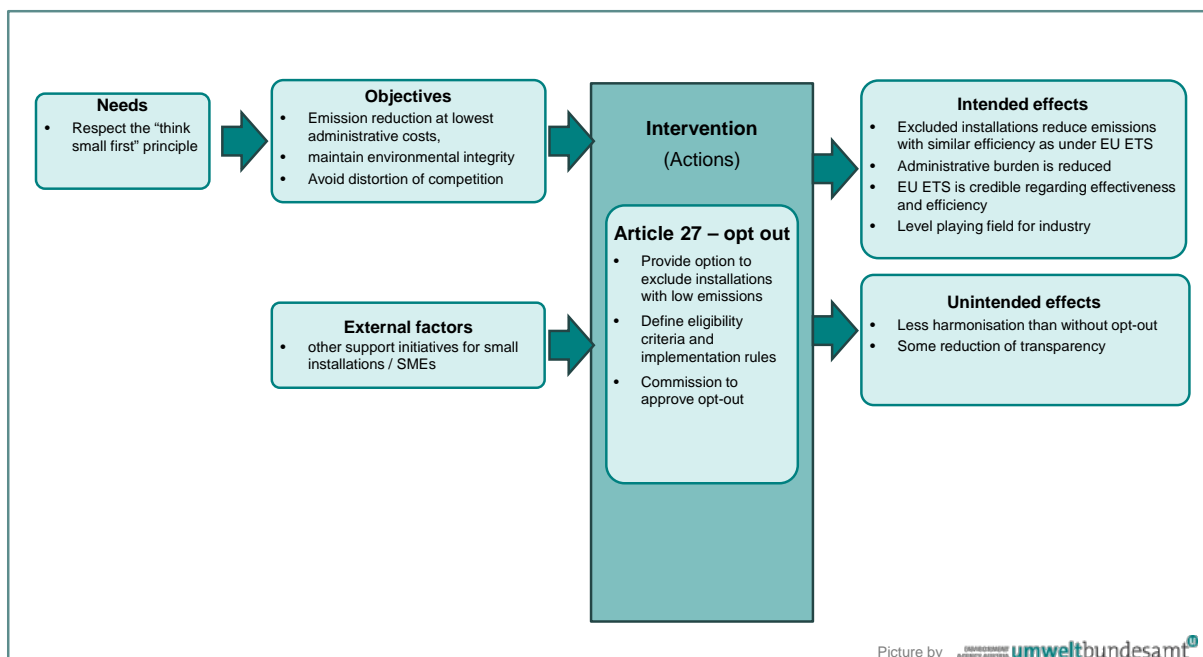 Needs
• Respect the “think
small first” principle
Objectives
• Emission reduction at lowest
administrative costs,
• maintain environmental integrity
• Avoid distortion of competition
External factors
• other support initiatives for small
installations / SMEs
Intervention
(Actions)
Article 27 – opt out
• Provide option to
exclude installations
with low emissions
• Define eligibility
criteria and
implementation rules
• Commission to
approve opt-out
Intended effects
• Excluded installations reduce emissions
with similar efficiency as under EU ETS
• Administrative burden is reduced
• EU ETS is credible regarding effectiveness
and efficiency
• Level playing field for industry
Unintended effects
• Less harmonisation than without opt-out
• Some reduction of transparency
Picture by
umweltbundesamt